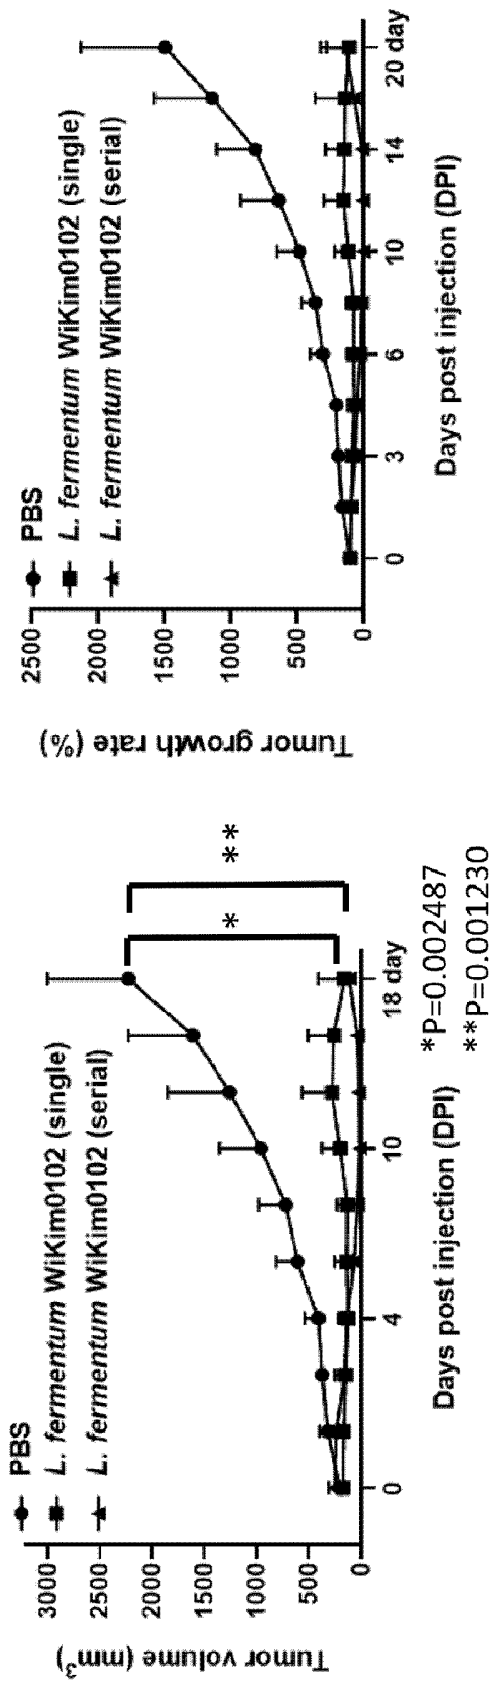 PBS
L. fermentum WiKim0102 (single)
L. fermentum WiKim0102 (serial)
Tumor volume (mm³)
3000
2500
2000
1500
1000
500
0
0
4
10
18 day
Days post injection (DPI)
*
**
*P=0.002487
**P=0.001230
PBS
L. fermentum WiKim0102 (single)
L. fermentum WiKim0102 (serial)
Tumor growth rate (%)
2500
2000
1500
1000
500
0
0
3
6
10
14
20 day
Days post injection (DPI)